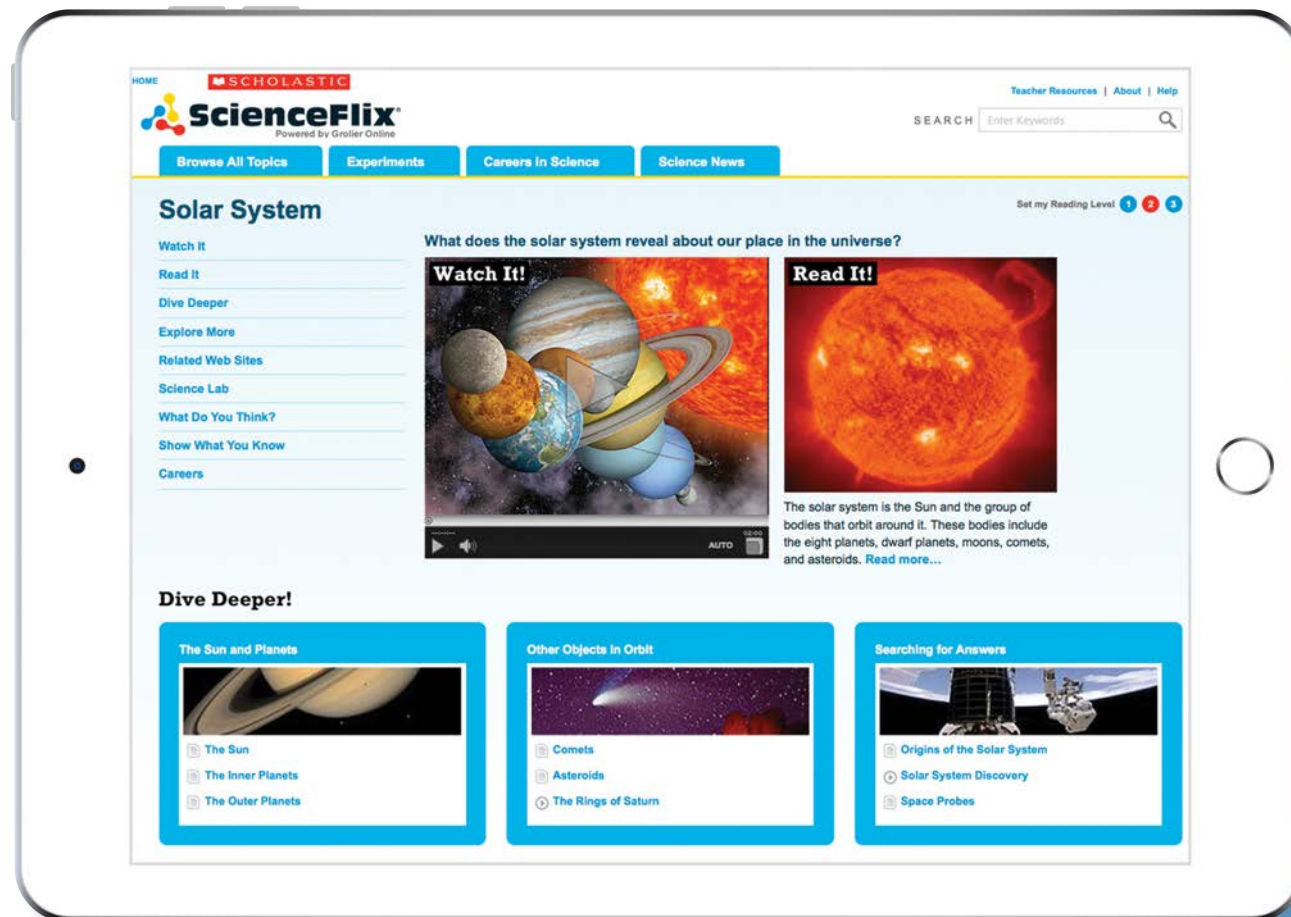 HOME
SCHOLASTIC
ScienceFlix
Powered by Grolier Online
Teacher Resources | About | Help
SEARCH Enter Keywords
Browse All Topics Experiments Careers in Science Science News
Solar System
Set my Reading Level 1 2 3
Watch It
Read It
Dive Deeper
Explore More
Related Web Sites
Science Lab
What Do You Think?
Show What You Know
Careers
What does the solar system reveal about our place in the universe?
Watch It!
AUTO
02:00
Read It!
The solar system is the Sun and the group of
bodies that orbit around it. These bodies include
the eight planets, dwarf planets, moons, comets,
and asteroids. Read more...
Dive Deeper!
The Sun and Planets
The Sun
The Inner Planets
The Outer Planets
Other Objects in Orbit
Comets
Asteroids
The Rings of Saturn
Searching for Answers
Origins of the Solar System
Solar System Discovery
Space Probes